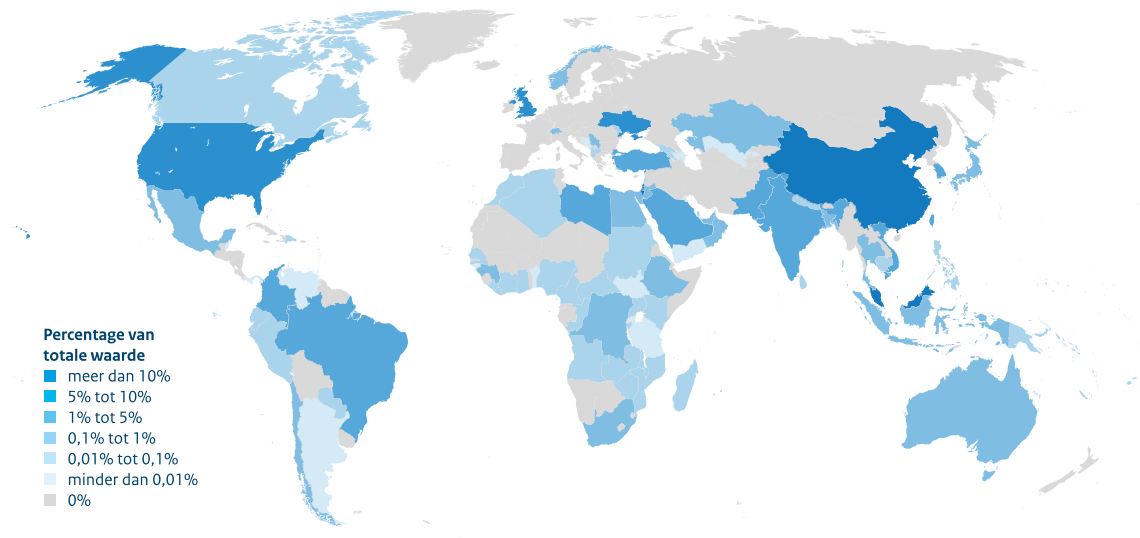 Percentage van
totale waarde
meer dan 10%
5% tot 10%
1% tot 5%
0,1% tot 1%
0,01% tot 0,1%
minder dan 0,01%
0%